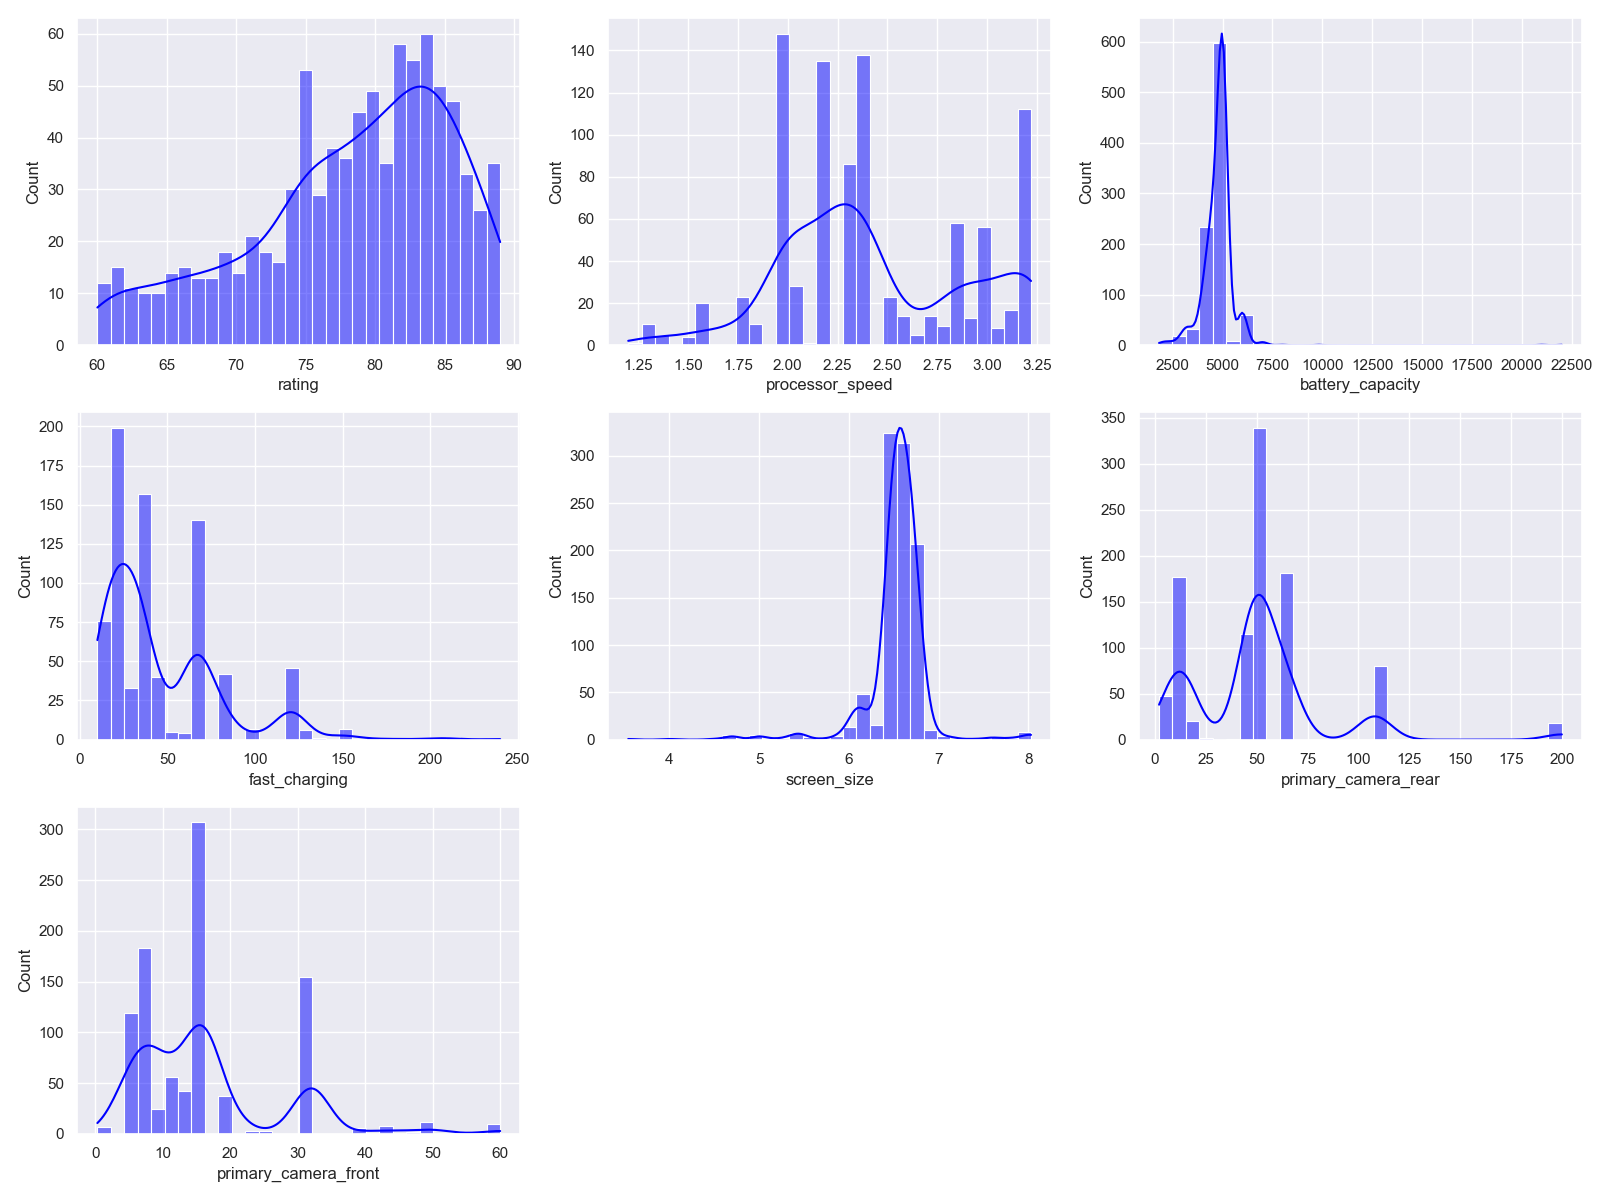 60
50
40
30
20
10
0
Count
60 65 70 75 80 85 90
rating
140
120
100
80
60
40
20
0
Count
1.25 1.50 1.75 2.00 2.25 2.50 2.75 3.00 3.25
processor_speed
600
500
400
300
200
100
0
Count
2500 5000 7500 10000 12500 15000 17500 20000 22500
battery_capacity
200
175
150
125
100
75
50
25
0
Count
0 50 100 150 200 250
fast_charging
300
250
200
150
100
50
0
Count
4 5 6 7 8
screen_size
350
300
250
200
150
100
50
0
Count
0 25 50 75 100 125 150 175 200
primary_camera_rear
300
250
200
150
100
50
0
Count
0 10 20 30 40 50 60
primary_camera_front